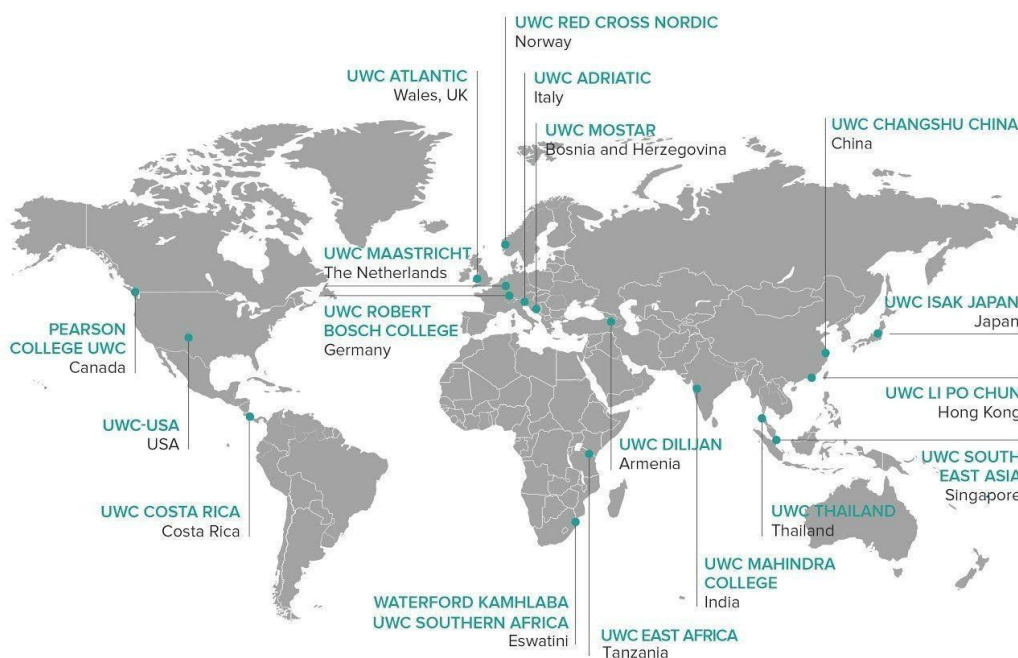 UWC RED CROSS NORDIC
Norway
UWC ATLANTIC
Wales, UK
UWC ADRIATIC
Italy
UWC MOSTAR
Bosnia and Herzegovina
UWC CHANGSHU CHINA
China
UWC MAASTRICHT
The Netherlands
UWC ROBERT
BOSCH COLLEGE
Germany
PEARSON
COLLEGE UWC
Canada
UWC ISAK JAPAN
Japan
UWC LI PO CHUN
Hong Kong
UWC-USA
USA
UWC DILIJAN
Armenia
UWC SOUTH
EAST ASIA
Singapore
UWC COSTA RICA
Costa Rica
UWC THAILAND
Thailand
UWC MAHINDRA
COLLEGE
India
WATERFORD KAMHLABA
UWC SOUTHERN AFRICA
Eswatini
UWC EAST AFRICA
Tanzania